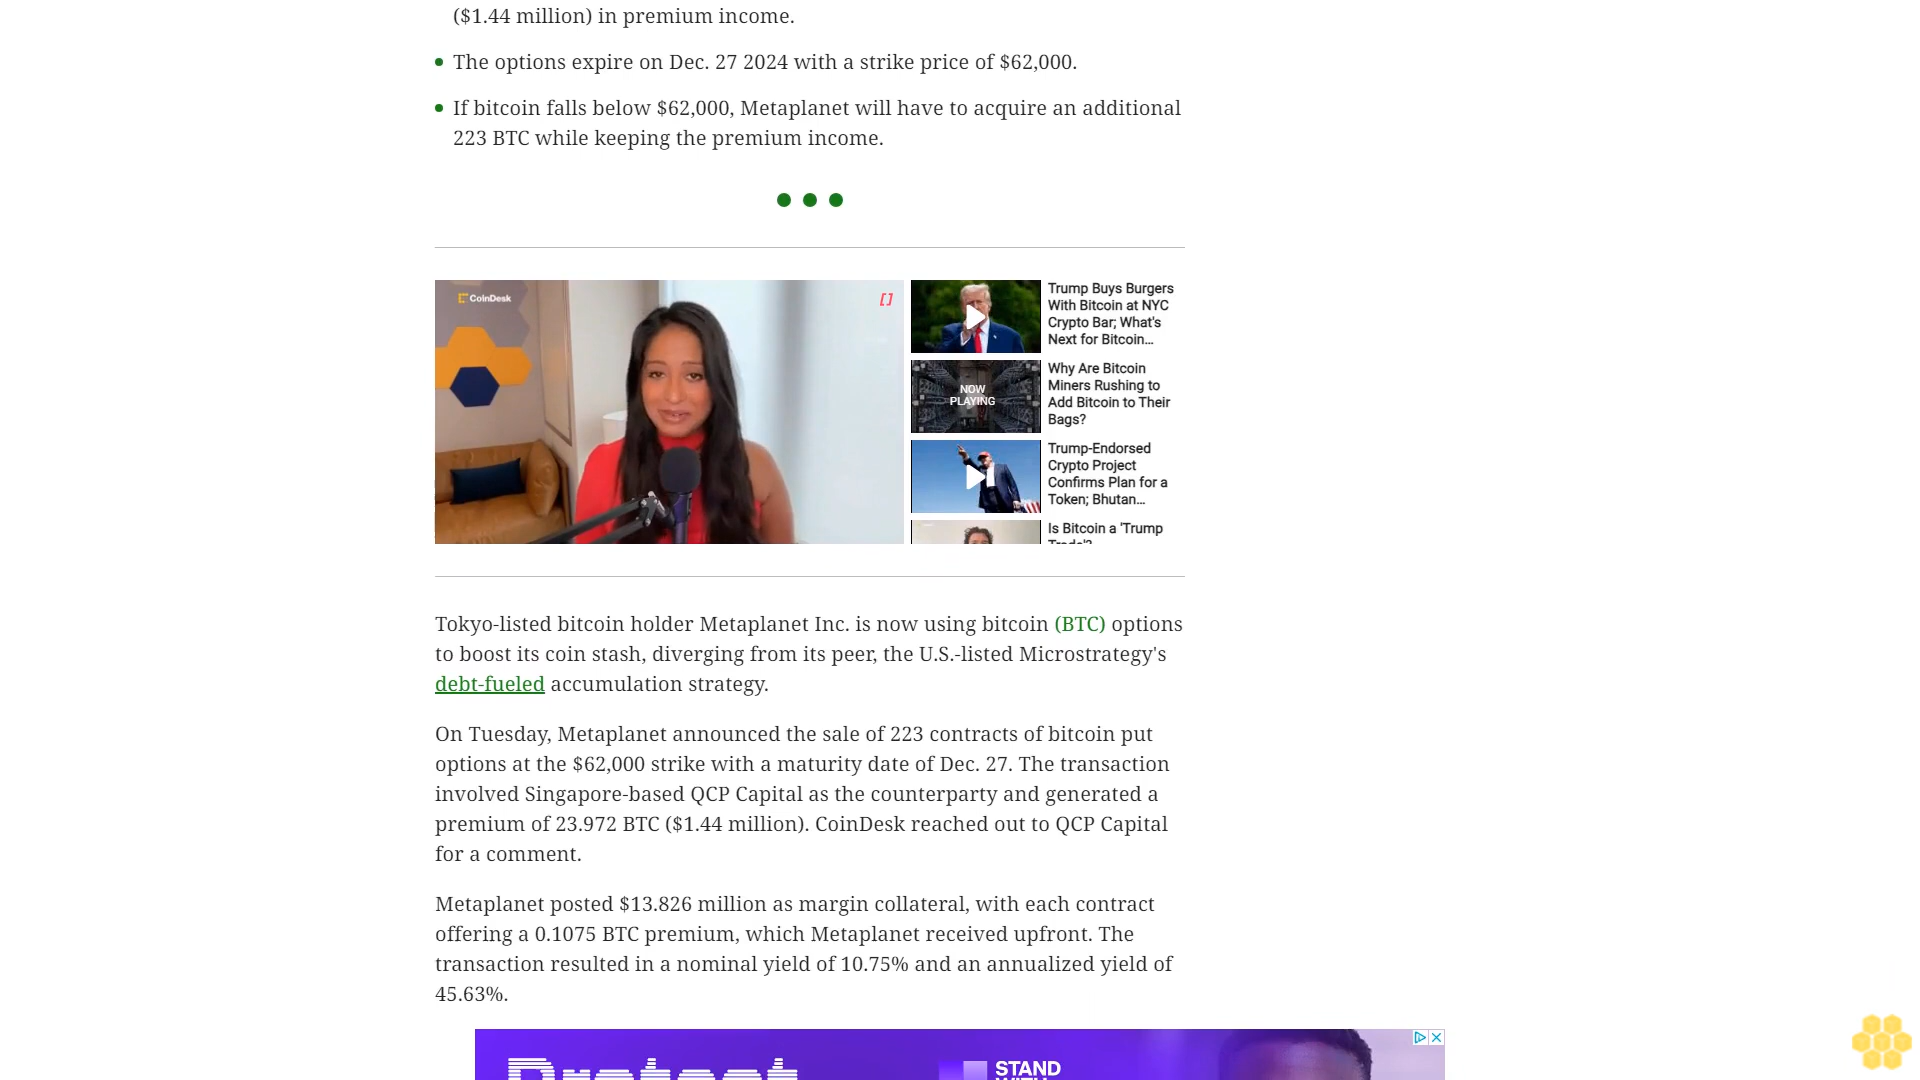 ($1.44 million) in premium income.
The options expire on Dec. 27 2024 with a strike price of $62,000.
If bitcoin falls below $62,000, Metaplanet will have to acquire an additional
223 BTC while keeping the premium income.
CoinDesk
[ ]
Trump Buys Burgers
With Bitcoin at NYC
Crypto Bar; What's
Next for Bitcoin...
NOW
PLAYING
Why Are Bitcoin
Miners Rushing to
Add Bitcoin to Their
Bags?
Trump-Endorsed
Crypto Project
Confirms Plan for a
Token; Bhutan...
Is Bitcoin a 'Trump
Trade'?
Tokyo-listed bitcoin holder Metaplanet Inc. is now using bitcoin (BTC) options
to boost its coin stash, diverging from its peer, the U.S.-listed Microstrategy's
debt-fueled accumulation strategy.
On Tuesday, Metaplanet announced the sale of 223 contracts of bitcoin put
options at the $62,000 strike with a maturity date of Dec. 27. The transaction
involved Singapore-based QCP Capital as the counterparty and generated a
premium of 23.972 BTC ($1.44 million). CoinDesk reached out to QCP Capital
for a comment.
Metaplanet posted $13.826 million as margin collateral, with each contract
offering a 0.1075 BTC premium, which Metaplanet received upfront. The
transaction resulted in a nominal yield of 10.75% and an annualized yield of
45.63%.
Protect
STAND
WITH